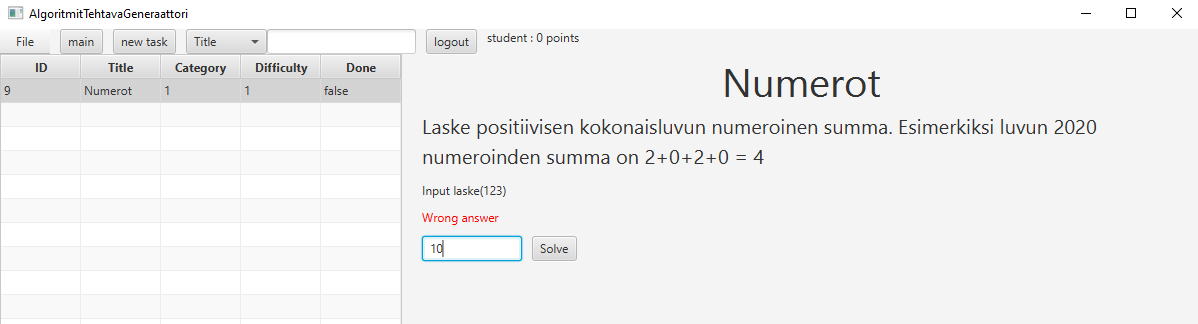 AlgoritmitTehtavaGeneraattori
File main new task Title logout student : 0 points
ID Title Category Difficulty Done
9 Numerot 1 1 false
Numerot
Laske positiivisen kokonaisluvun numeroinen summa. Esimerkiksi luvun 2020
numeroinden summa on 2+0+2+0 = 4
Input laske(123)
Wrong answer
10 Solve